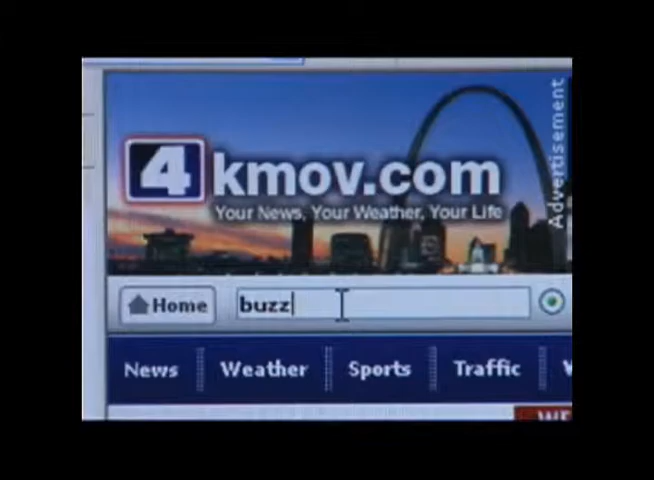 4 kmov.com
Your News, Your Weather, Your Life
Advertisement
Home
buzz
News
Weather
Sports
Traffic